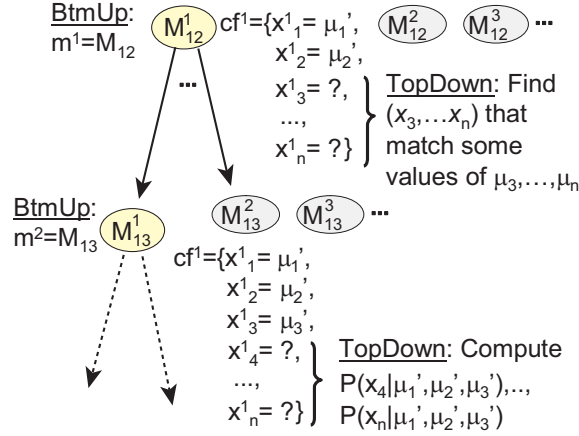 BtmUp:
m¹=M₁₂
M¹₁₂
cf¹={x¹₁= μ₁’,
M²₁₂
M³₁₂
...
x¹₂= μ₂’,
...
x¹₃= ?,
...,
x¹ₙ= ?}
TopDown: Find
(x₃,…xₙ) that
match some
values of μ₃,…,μₙ
BtmUp:
m²=M₁₃
M¹₁₃
M²₁₃
M³₁₃
...
cf¹={x¹₁= μ₁’,
x¹₂= μ₂’,
x¹₃= μ₃’,
x¹₄= ?,
...,
x¹ₙ= ?}
TopDown: Compute
P(x₄|μ₁’,μ₂’,μ₃’),..,
P(xₙ|μ₁’,μ₂’,μ₃’)